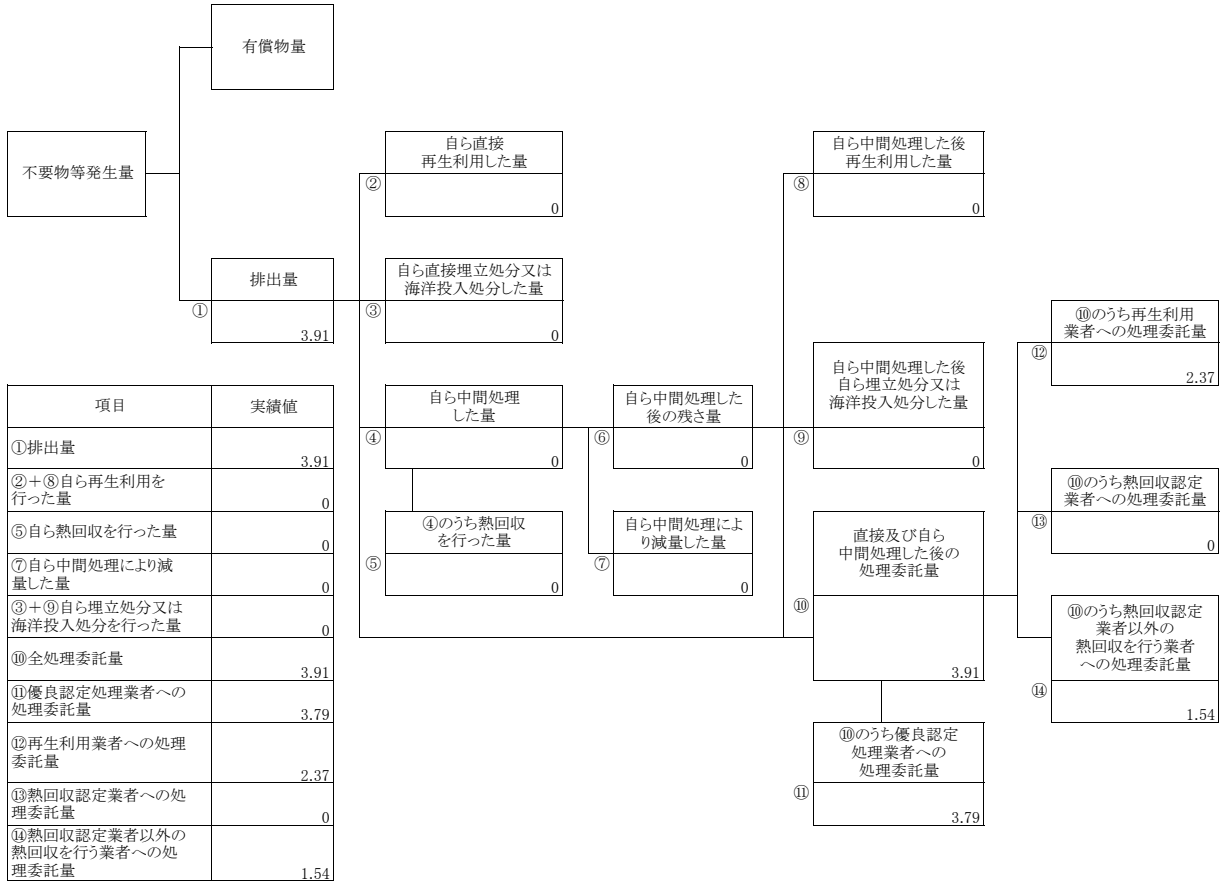 有償物量
不要物等発生量
自ら直接
再生利用した量
②
0
自ら中間処理した後
再生利用した量
⑧
0
排出量
①
3.91
自ら直接埋立処分又は
海洋投入処分した量
③
0
⑩のうち再生利用
業者への処理委託量
⑫
2.37
自ら中間処理した後
自ら埋立処分又は
海洋投入処分した量
⑨
0
自ら中間処理
した量
④
0
自ら中間処理した
後の残さ量
⑥
0
⑩のうち熱回収認定
業者への処理委託量
⑬
0
④のうち熱回収
を行った量
⑤
0
自ら中間処理によ
り減量した量
⑦
0
直接及び自ら
中間処理した後の
処理委託量
⑩
3.91
⑩のうち熱回収認定
業者以外の
熱回収を行う業者
への処理委託量
⑭
1.54
⑩のうち優良認定
処理業者への
処理委託量
⑪
3.79
項目 実績値
①排出量
3.91
②＋⑧自ら再生利用を
行った量
0
⑤自ら熱回収を行った量
0
⑦自ら中間処理により減
量した量
0
③＋⑨自ら埋立処分又は
海洋投入処分を行った量
0
⑩全処理委託量
3.91
⑪優良認定処理業者への
処理委託量
3.79
⑫再生利用業者への処理
委託量
2.37
⑬熱回収認定業者への処
理委託量
0
⑭熱回収認定業者以外の
熱回収を行う業者への処
理委託量
1.54